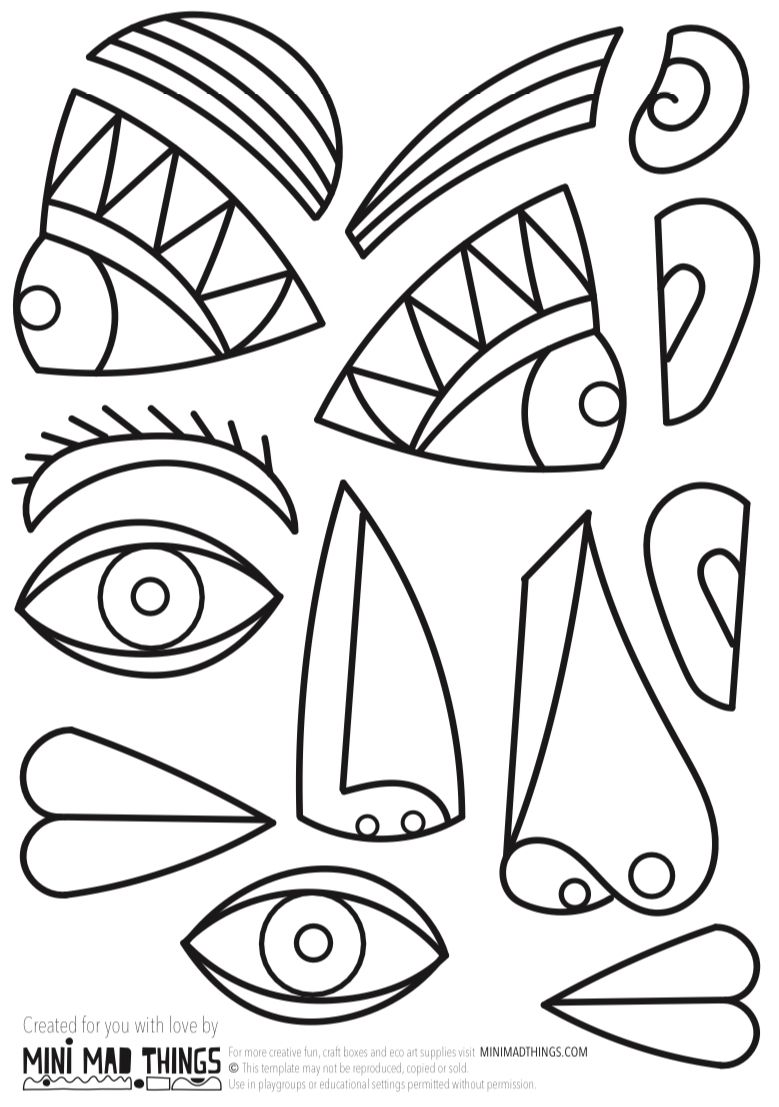 Created for you with love by
MINI MAD THINGS
For more creative fun, craft boxes and eco art supplies visit MINIMADTHINGS.COM
© This template may not be reproduced, copied or sold.
Use in playgroups or educational settings permitted without permission.